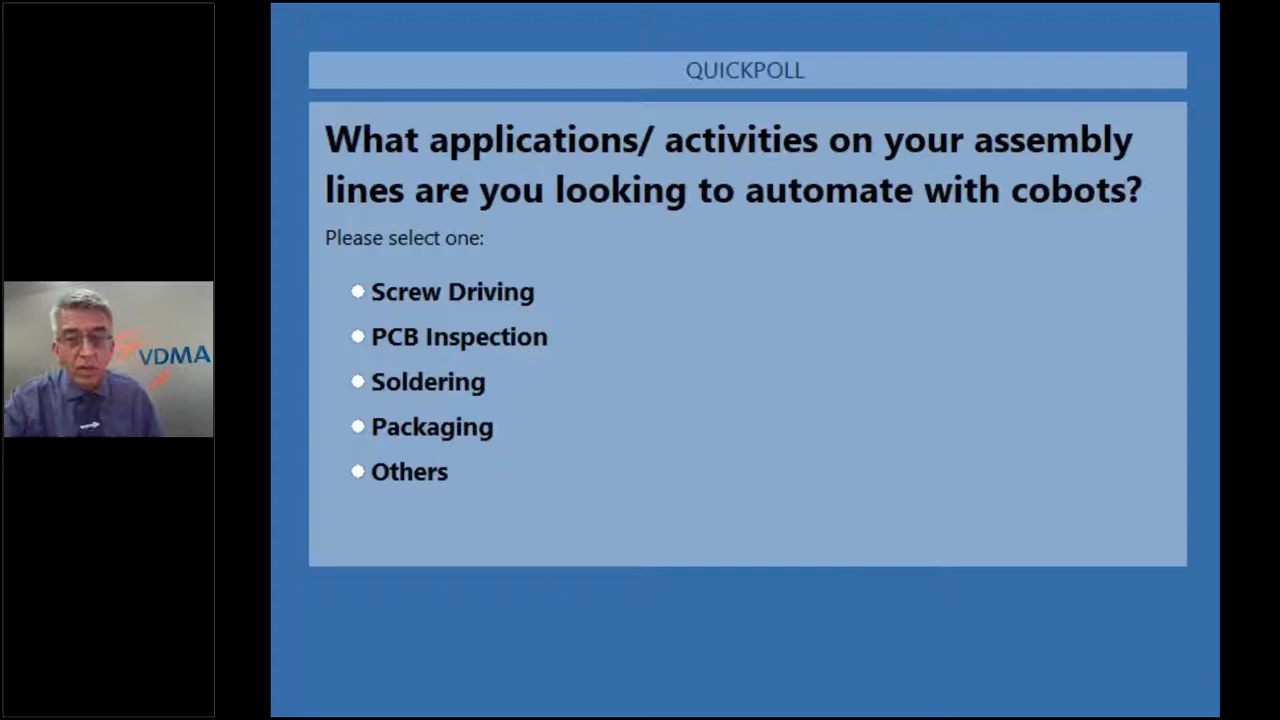 QUICKPOLL
What applications/ activities on your assembly
lines are you looking to automate with cobots?
Please select one:
Screw Driving
PCB Inspection
Soldering
Packaging
Others
VDMA